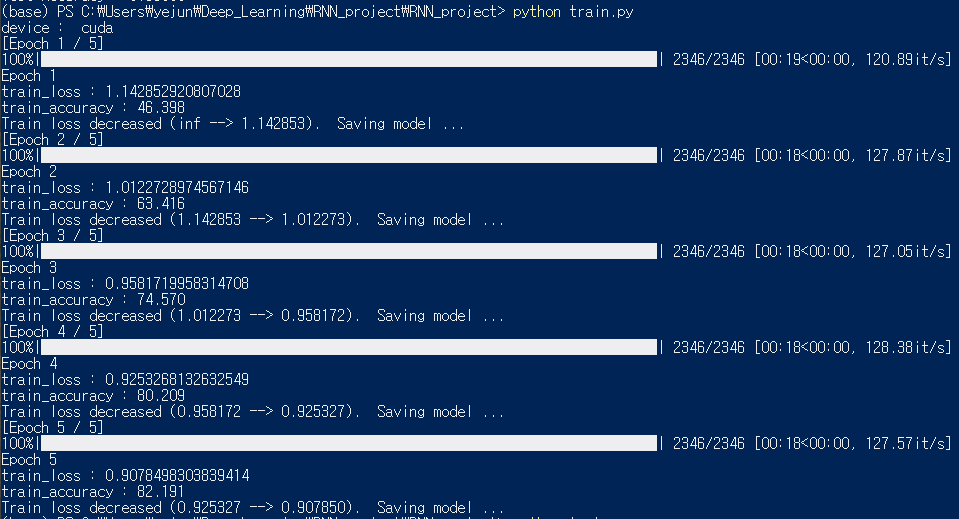 (base) PS C:₩Users₩yejun₩Deep_Learning₩RNN_project₩RNN_project> python train.py
device :  cuda
[Epoch 1 / 5]
100%| | 2346/2346 [00:19<00:00, 120.89it/s]
Epoch 1
train_loss : 1.142852920807028
train_accuracy : 46.398
Train loss decreased (inf --> 1.142853).  Saving model ...
[Epoch 2 / 5]
100%| | 2346/2346 [00:18<00:00, 127.87it/s]
Epoch 2
train_loss : 1.0122728974567146
train_accuracy : 63.416
Train loss decreased (1.142853 --> 1.012273).  Saving model ...
[Epoch 3 / 5]
100%| | 2346/2346 [00:18<00:00, 127.05it/s]
Epoch 3
train_loss : 0.9581719958314708
train_accuracy : 74.570
Train loss decreased (1.012273 --> 0.958172).  Saving model ...
[Epoch 4 / 5]
100%| | 2346/2346 [00:18<00:00, 128.38it/s]
Epoch 4
train_loss : 0.9253268132632549
train_accuracy : 80.209
Train loss decreased (0.958172 --> 0.925327).  Saving model ...
[Epoch 5 / 5]
100%| | 2346/2346 [00:18<00:00, 127.57it/s]
Epoch 5
train_loss : 0.9078498303839414
train_accuracy : 82.191
Train loss decreased (0.925327 --> 0.907850).  Saving model ...